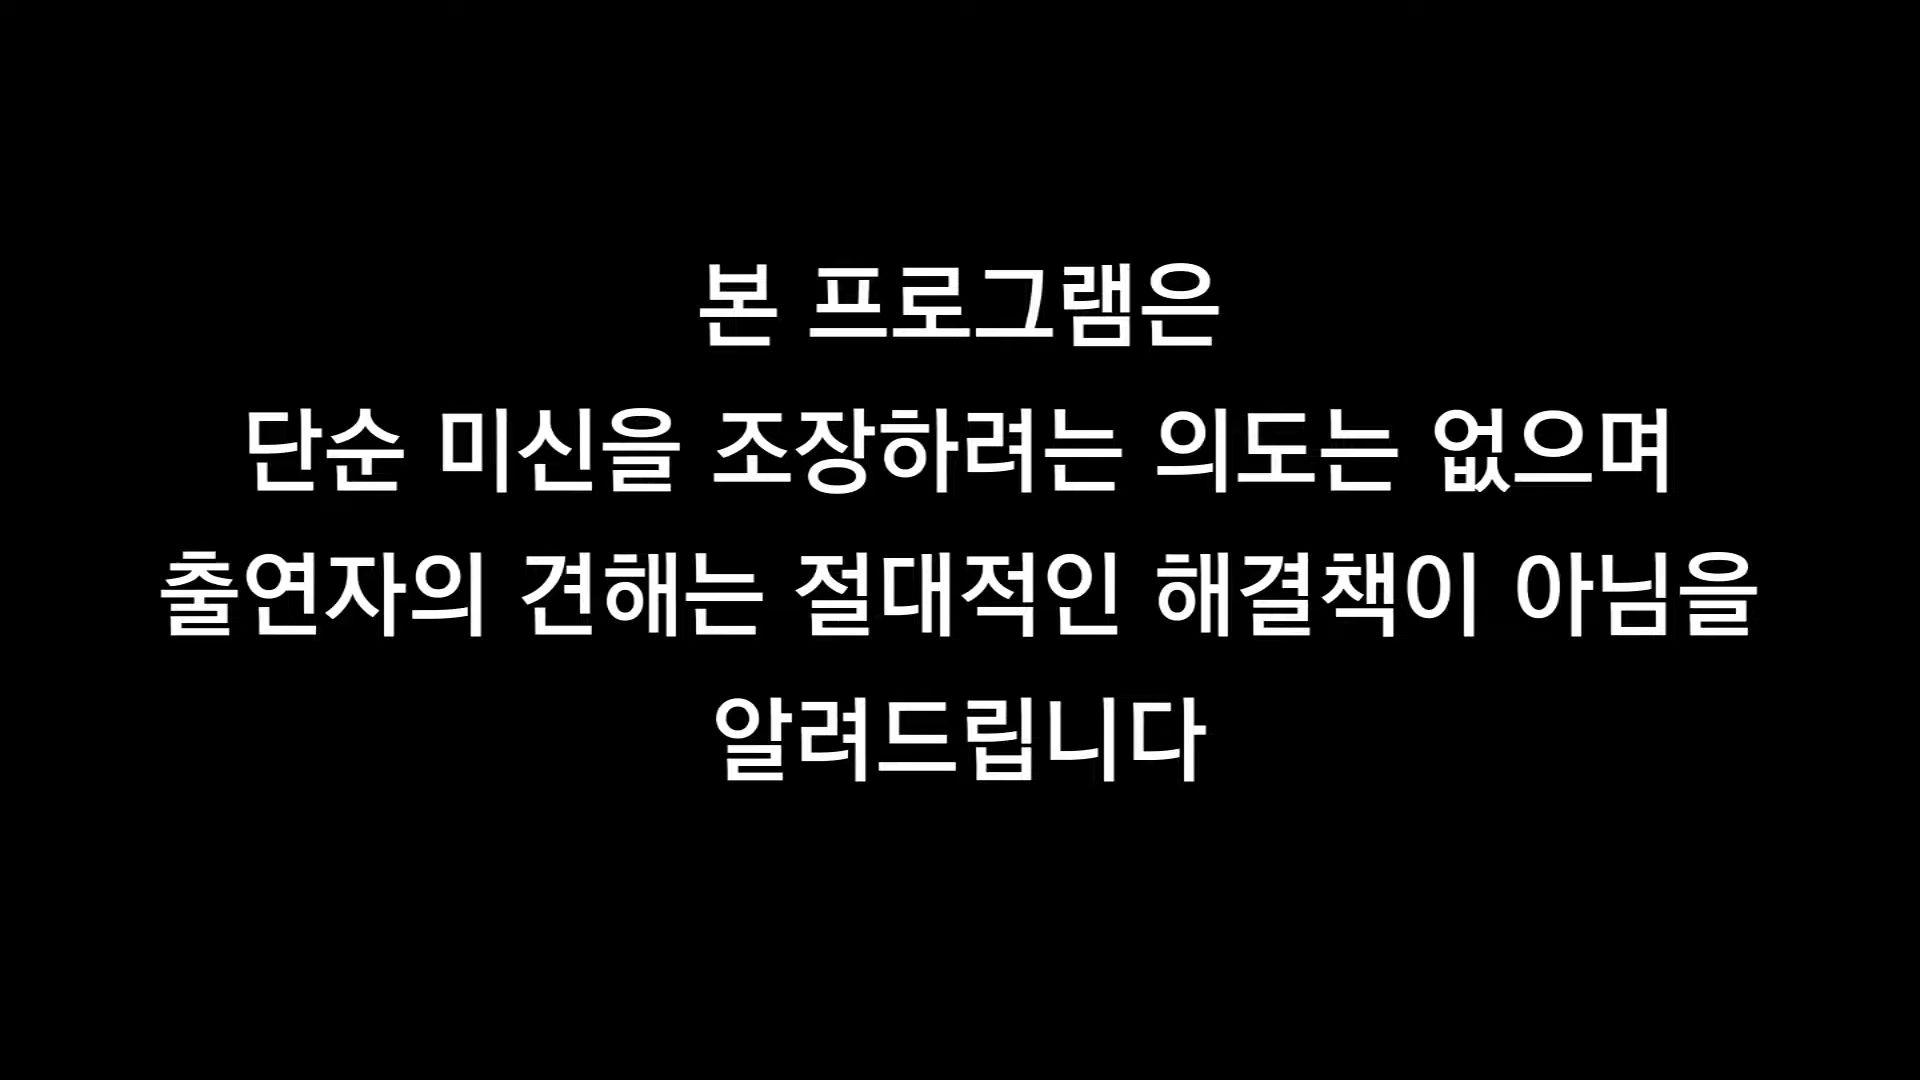 본 프로그램은
단순 미신을 조장하려는 의도는 없으며
출연자의 견해는 절대적인 해결책이 아님을
알려드립니다